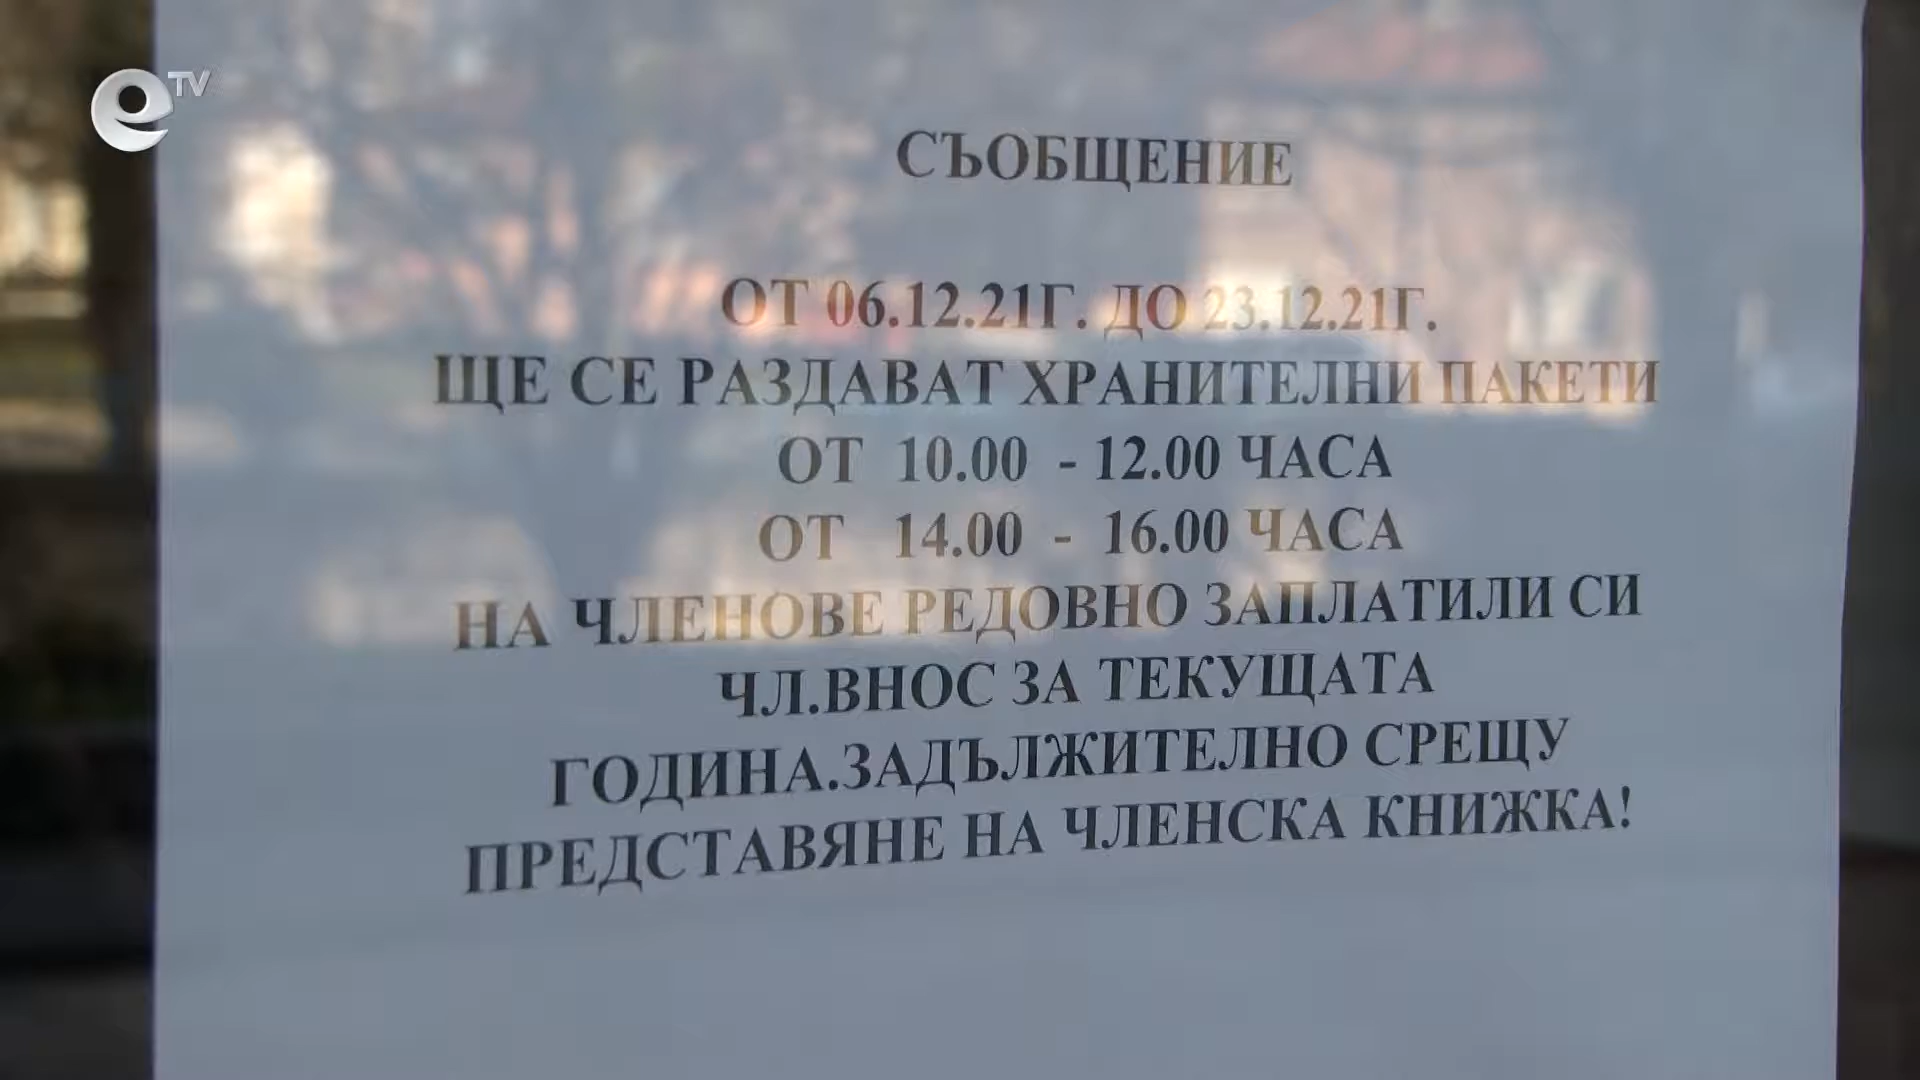 eTV
СЪОБЩЕНИЕ
ОТ 06.12.21Г. ДО 23.12.21Г.
ЩЕ СЕ РАЗДАВАТ ХРАНИТЕЛНИ ПАКЕТИ
ОТ 10.00 - 12.00 ЧАСА
ОТ 14.00 - 16.00 ЧАСА
НА ЧЛЕНОВЕ РЕДОВНО ЗАПЛАТИЛИ СИ
ЧЛ.ВНОС ЗА ТЕКУЩАТА
ГОДИНА.ЗАДЪЛЖИТЕЛНО СРЕЩУ
ПРЕДСТАВЯНЕ НА ЧЛЕНСКА КНИЖКА!